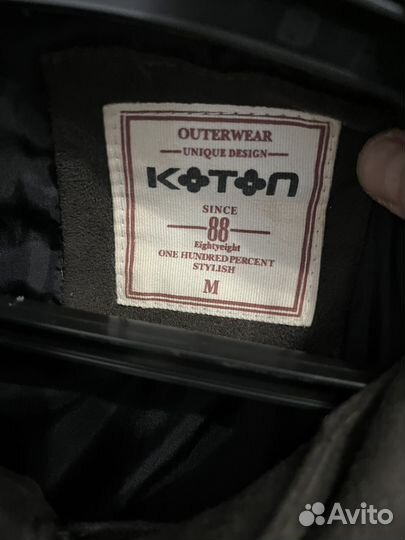 OUTERWEAR
UNIQUE DESIGN
KOTON
SINCE
88
Eightyeight
ONE HUNDRED PERCENT
STYLISH
M
Avito